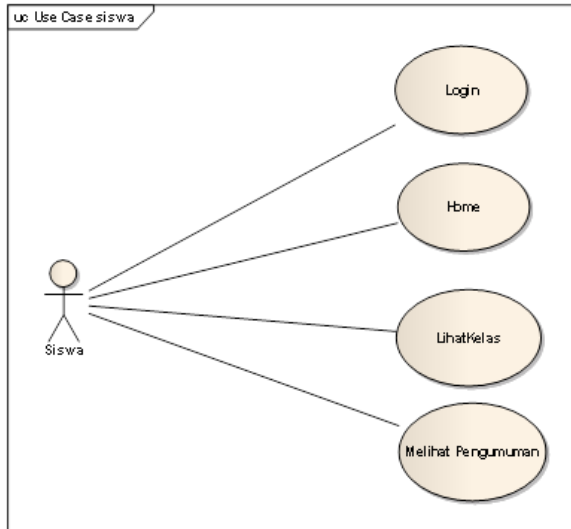 uc Use Case siswa
Login
Home
LihatKelas
Siswa
Melihat Pengumuman